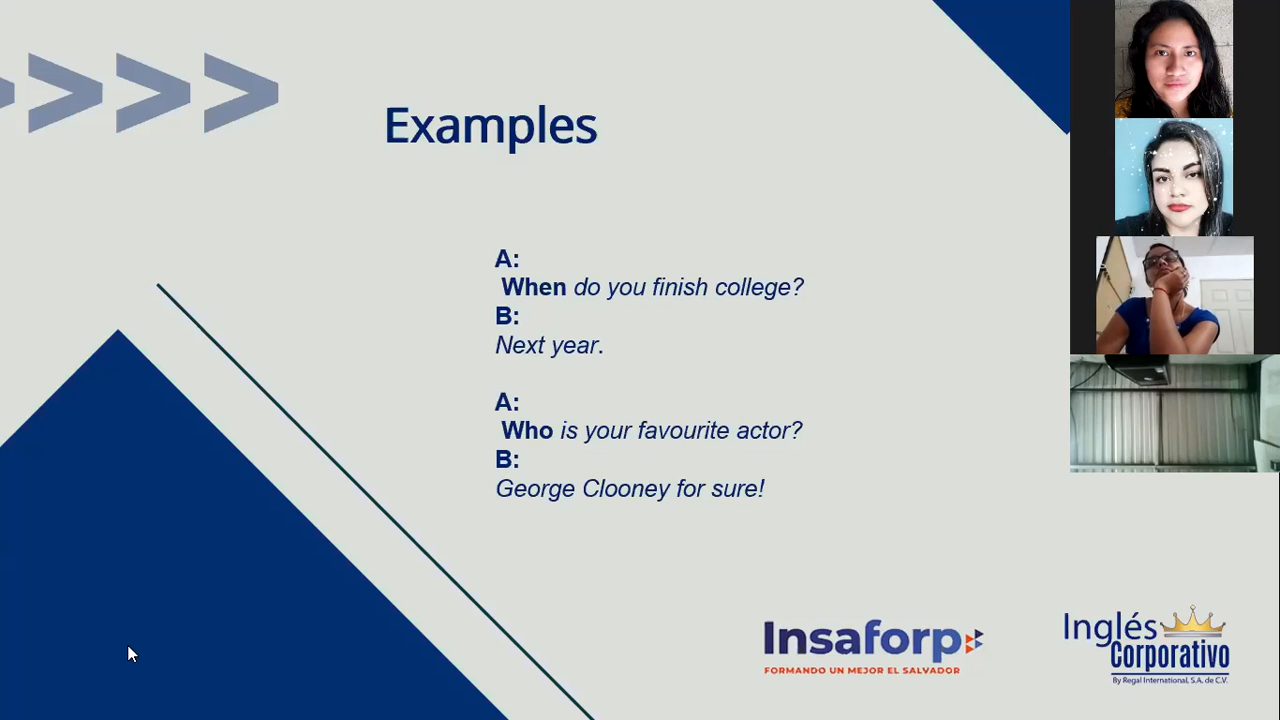 Examples
A:
When do you finish college?
B:
Next year.
A:
Who is your favourite actor?
B:
George Clooney for sure!
Insaforp
FORMANDO UN MEJOR EL SALVADOR
Inglés
Corporativo
By Regal International, S.A. de C.V.